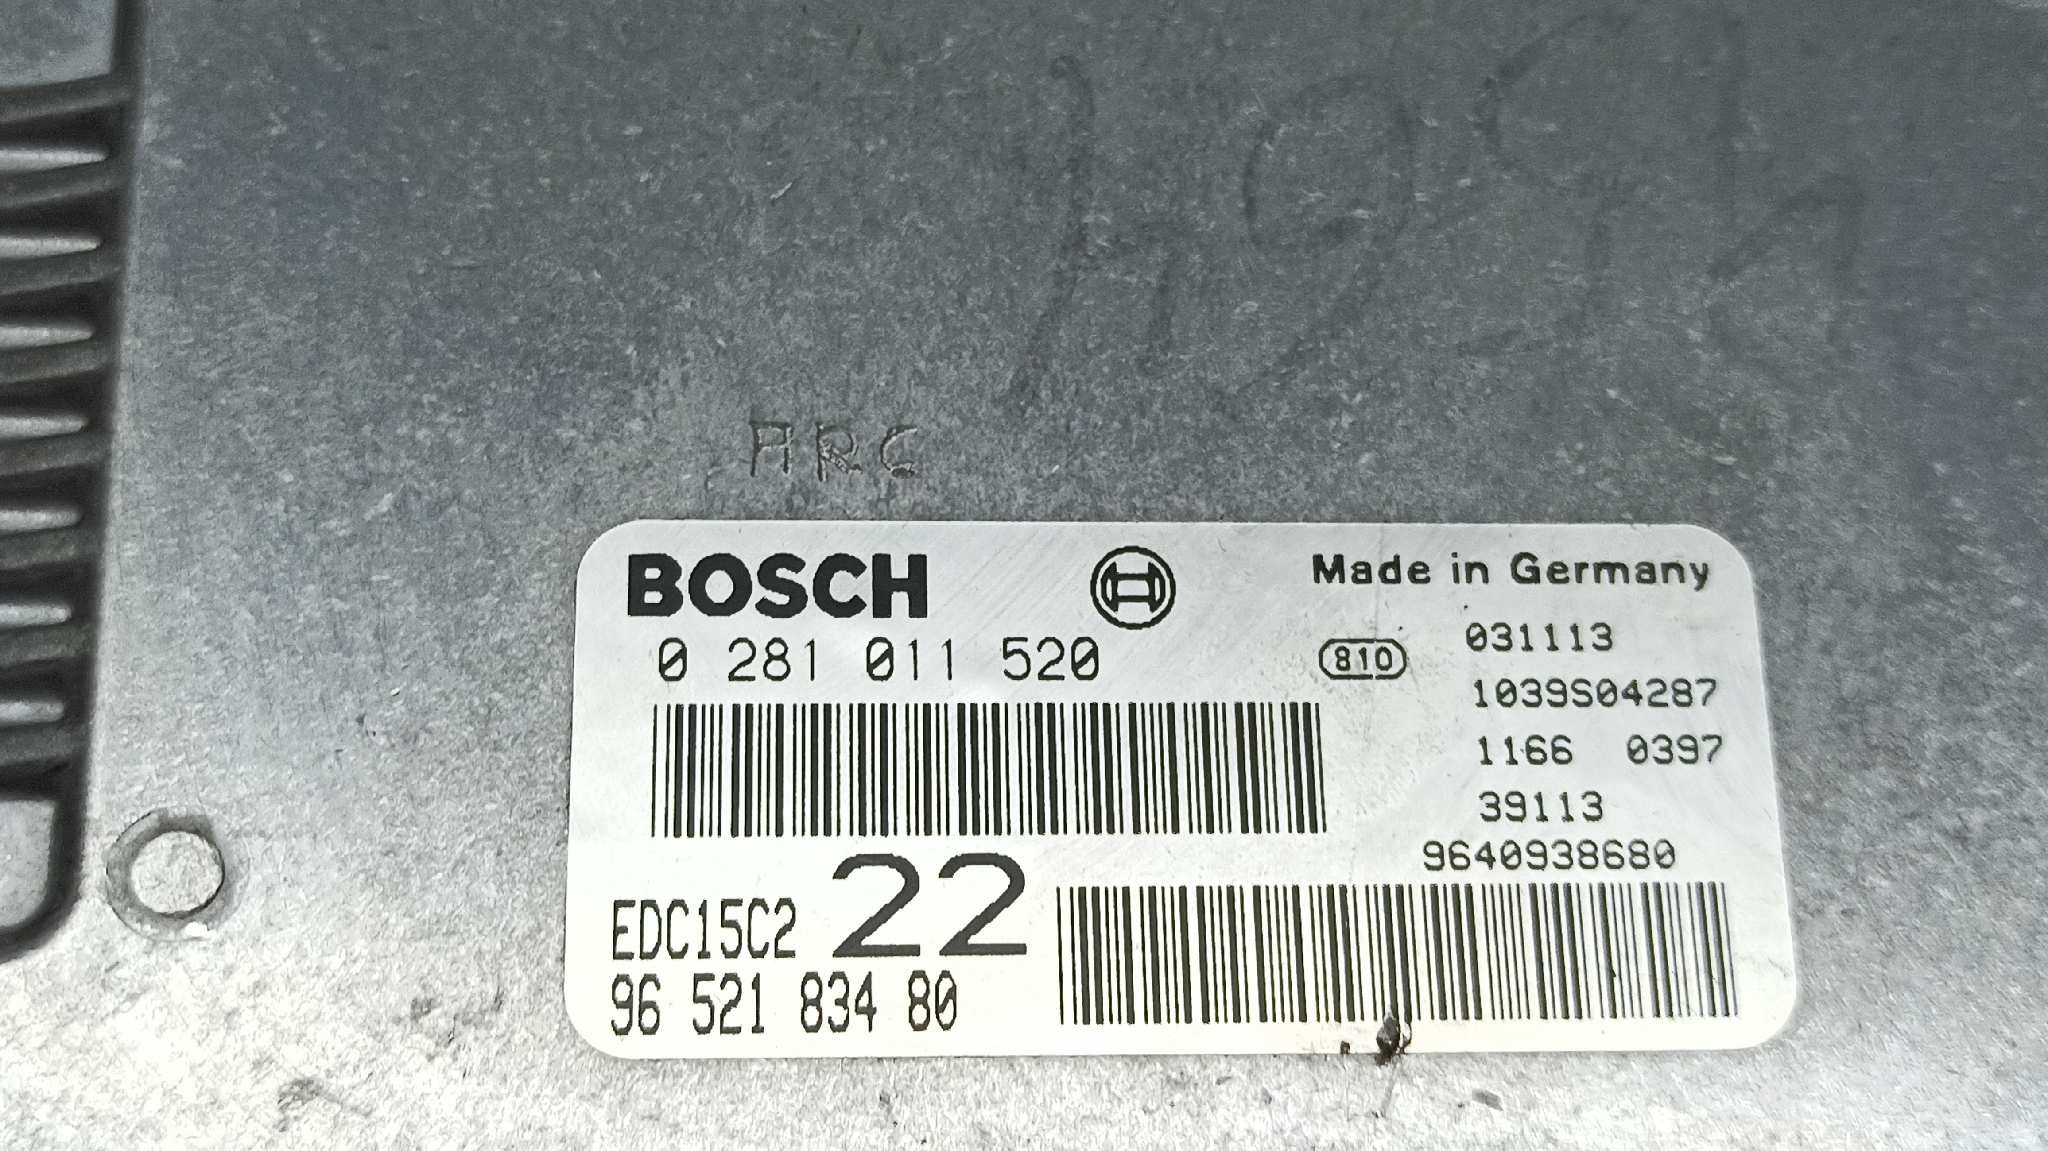 ARC
BOSCH
Made in Germany
0 281 011 520
810
031113
1039S04287
1166 0397
39113
9640938680
EDC15C2 22
96 521 834 80